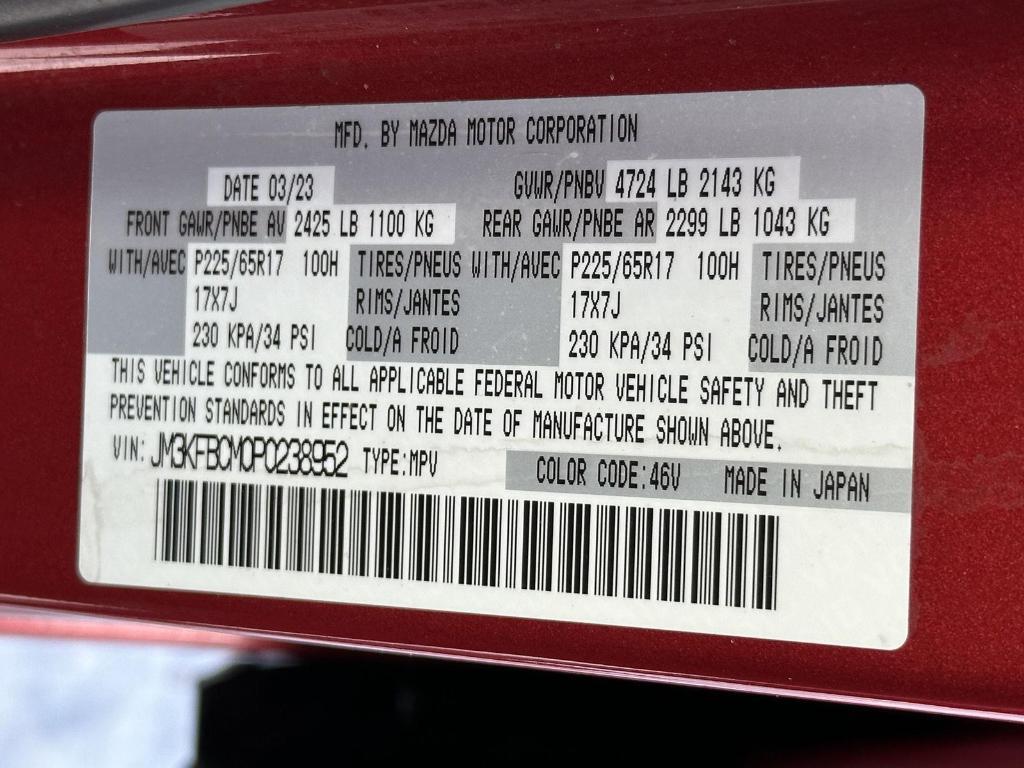 MFD. BY MAZDA MOTOR CORPORATION
DATE 03/23 GVWR/PNBV 4724 LB 2143 KG
FRONT GAWR/PNBE AV 2425 LB 1100 KG REAR GAWR/PNBE AR 2299 LB 1043 KG
WITH/AVEC P225/65R17 100H TIRES/PNEUS WITH/AVEC P225/65R17 100H TIRES/PNEUS
17X7J RIMS/JANTES 17X7J RIMS/JANTES
230 KPA/34 PSI COLD/A FROID 230 KPA/34 PSI COLD/A FROID
THIS VEHICLE CONFORMS TO ALL APPLICABLE FEDERAL MOTOR VEHICLE SAFETY AND THEFT
PREVENTION STANDARDS IN EFFECT ON THE DATE OF MANUFACTURE SHOWN ABOVE.
VIN: JM3KFBCM0P0238952 TYPE:MPV COLOR CODE:46V MADE IN JAPAN